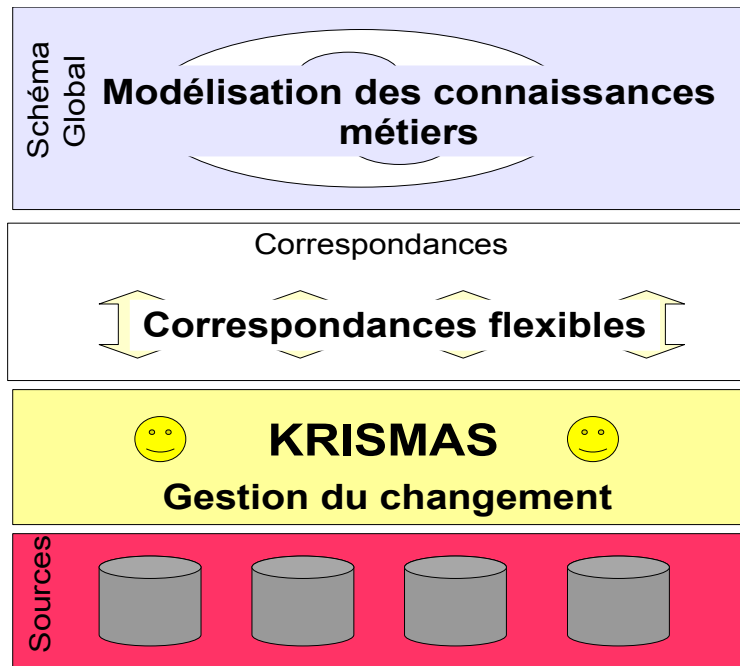 Schéma
Global
Modélisation des connaissances
métiers
Correspondances
Correspondances flexibles
KRISMAS
Gestion du changement
Sources